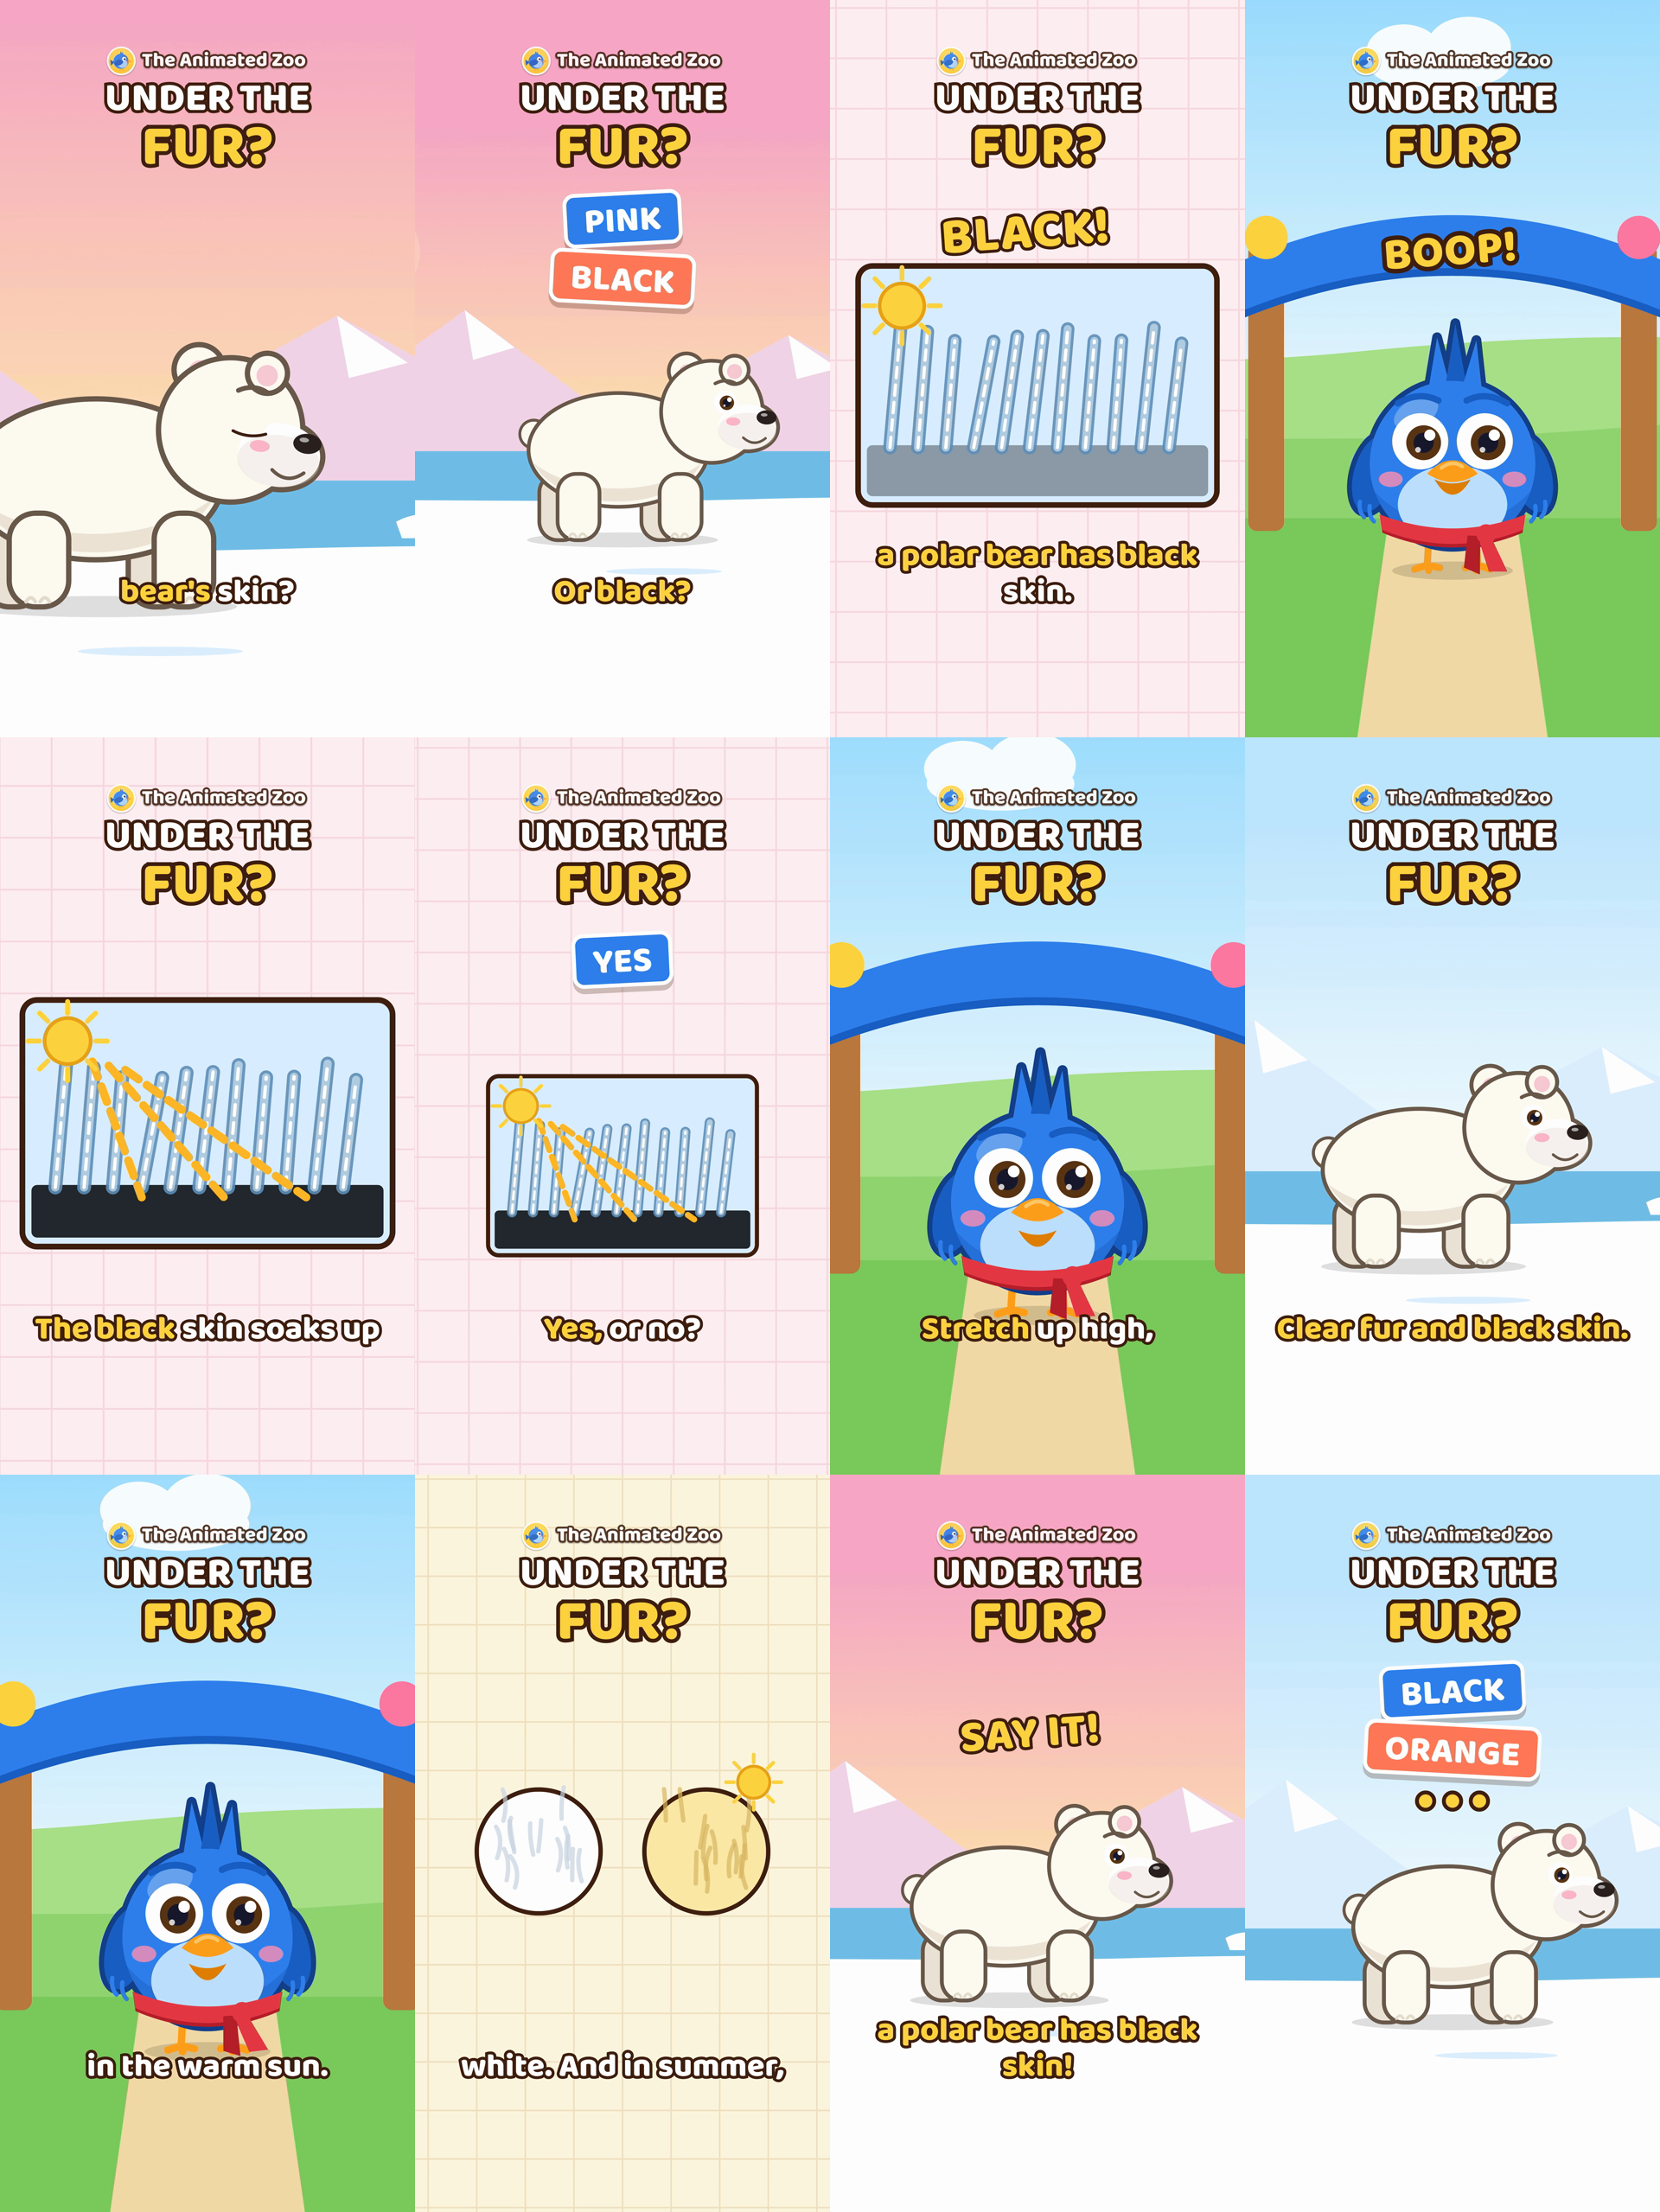 The Animated Zoo
UNDER THE
FUR?
bear's skin?
The Animated Zoo
UNDER THE
FUR?
PINK
BLACK
Or black?
The Animated Zoo
UNDER THE
FUR?
BLACK!
a polar bear has black
skin.
The Animated Zoo
UNDER THE
FUR?
BOOP!
The Animated Zoo
UNDER THE
FUR?
The black skin soaks up
The Animated Zoo
UNDER THE
FUR?
YES
Yes, or no?
The Animated Zoo
UNDER THE
FUR?
Stretch up high,
The Animated Zoo
UNDER THE
FUR?
Clear fur and black skin.
The Animated Zoo
UNDER THE
FUR?
in the warm sun.
The Animated Zoo
UNDER THE
FUR?
white. And in summer,
The Animated Zoo
UNDER THE
FUR?
SAY IT!
a polar bear has black
skin!
The Animated Zoo
UNDER THE
FUR?
BLACK
ORANGE